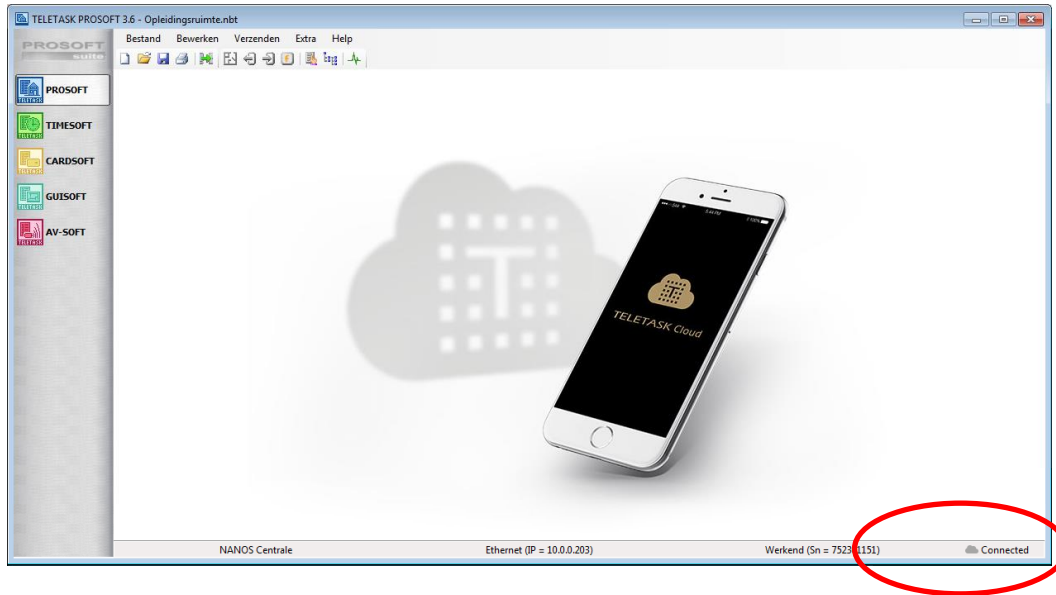 TELETASK PROSOFT 3.6 - Opleidingsruimte.nbt
PROSOFT
suite
Bestand Bewerken Verzenden Extra Help
PROSOFT
TIMESOFT
CARDSOFT
GUISOFT
AV-SOFT
TELETASK Cloud
NANOS Centrale
Ethernet (IP = 10.0.0.203)
Werkend (Sn =
Connected